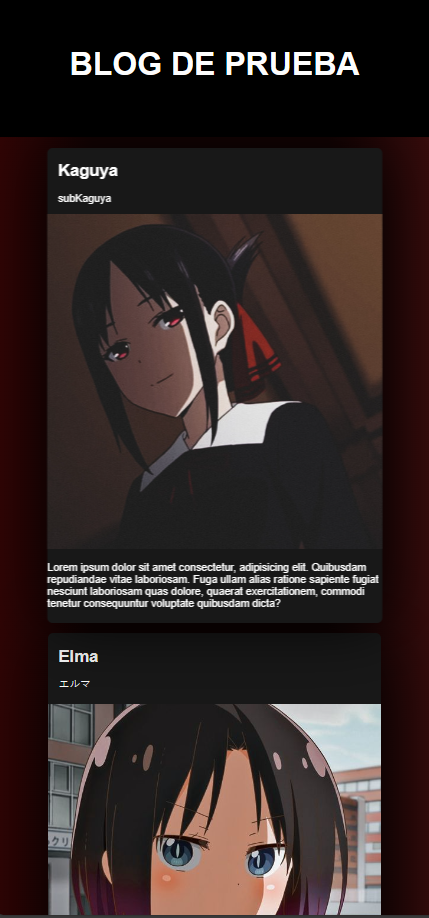 BLOG DE PRUEBA
Kaguya
subKaguya
Lorem ipsum dolor sit amet consectetur, adipisicing elit. Quibusdam
repudiandae vitae laboriosam. Fuga ullam alias ratione sapiente fugiat
nesciunt laboriosam quas dolore, quaerat exercitationem, commodi
tenetur consequuntur voluptate quibusdam dicta?
Elma
エルマ
クリ